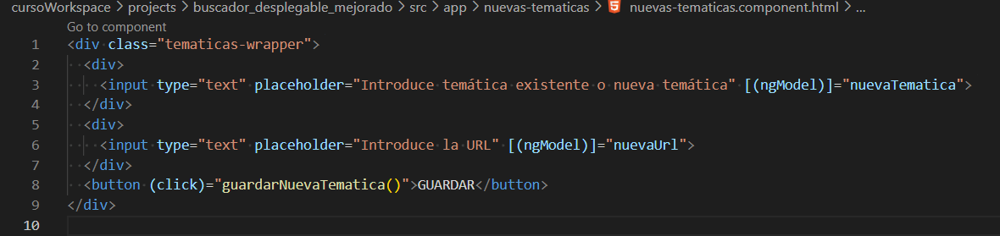 cursoWorkspace > projects > buscador_desplegable_mejorado > src > app > nuevas-tematicas > nuevas-tematicas.component.html > ...
Go to component
1 <div class="tematicas-wrapper">
2 <div>
3 <input type="text" placeholder="Introduce temática existente o nueva temática" [(ngModel)]="nuevaTematica">
4 </div>
5 <div>
6 <input type="text" placeholder="Introduce la URL" [(ngModel)]="nuevaUrl">
7 </div>
8 <button (click)="guardarNuevaTematica()">GUARDAR</button>
9 </div>
10